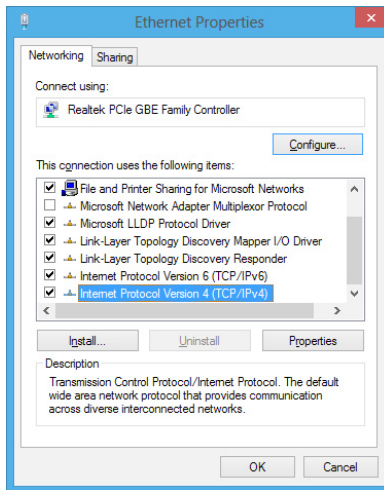 Ethernet Properties
Networking Sharing
Connect using:
Realtek PCIe GBE Family Controller
Configure...
This connection uses the following items:
File and Printer Sharing for Microsoft Networks
Microsoft Network Adapter Multiplexor Protocol
Microsoft LLDP Protocol Driver
Link-Layer Topology Discovery Mapper I/O Driver
Link-Layer Topology Discovery Responder
Internet Protocol Version 6 (TCP/IPv6)
Internet Protocol Version 4 (TCP/IPv4)
Install... Uninstall Properties
Description
Transmission Control Protocol/Internet Protocol. The default
wide area network protocol that provides communication
across diverse interconnected networks.
OK Cancel